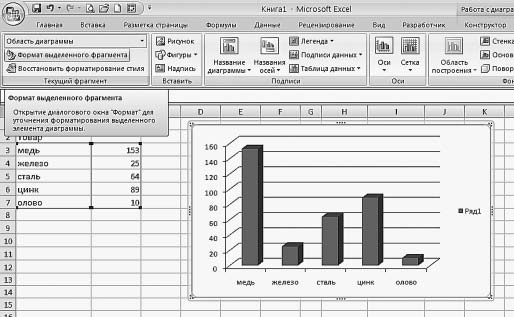 Книга1 - Microsoft Excel
Работа с диагра
Главная Вставка Разметка страницы Формулы Данные Рецензирование Вид Разработчик Конструктор
Область диаграммы
Формат выделенного фрагмента
Восстановить форматирование стиля
Текущий фрагмент
Рисунок
Фигуры
Надпись
Вставить
Название диаграммы
Названия осей
Легенда
Подписи данных
Таблица данных
Подписи
Оси
Сетка
Оси
Область построения
Стенка
Основ
Пово
Фон
Формат выделенного фрагмента
Открытие диалогового окна "Формат" для
уточнения форматирования выделенного
элемента диаграммы.
D E F G H I J K
2 Товар
3 медь 153
4 железо 25
5 сталь 64
6 цинк 89
7 олово 10
8
9
10
11
12
13
14
15
160
140
120
100
80
60
40
20
0
медь железо сталь цинк олово
Ряд1